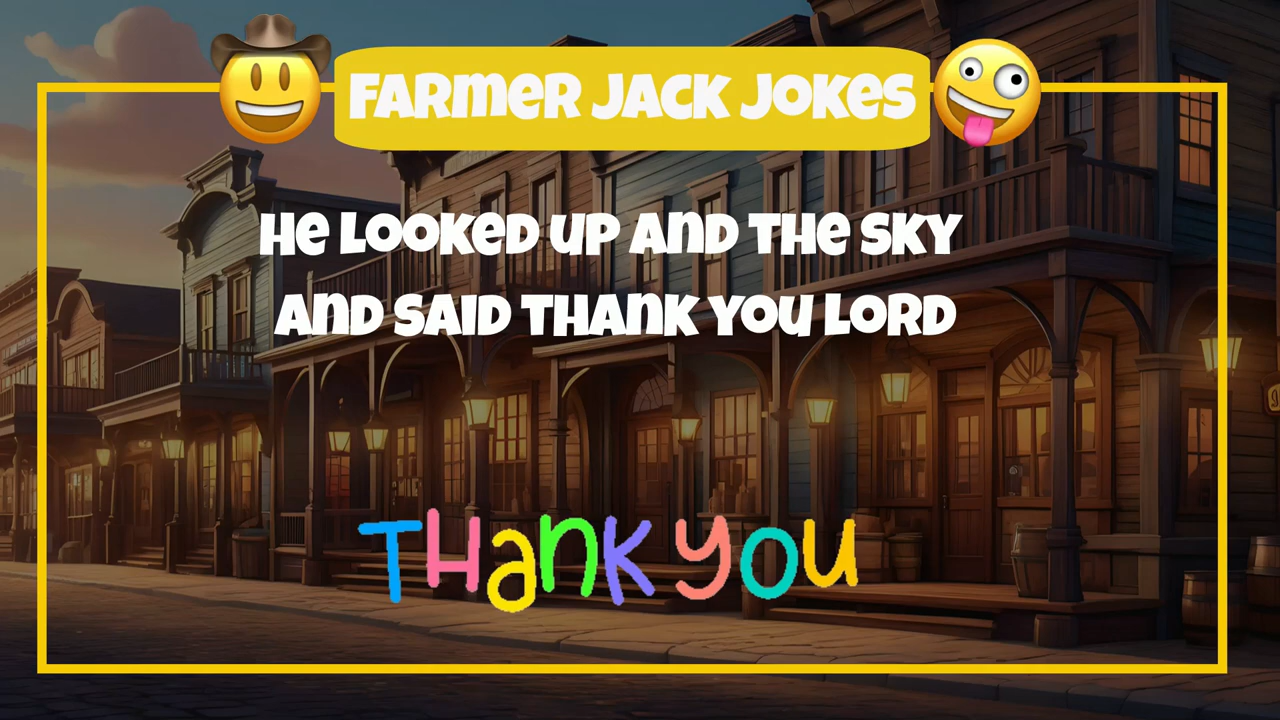 FARMER JACK JOKES
HE LOOKED UP AND THE SKY
AND SAID THANK YOU LORD
THANK YOU